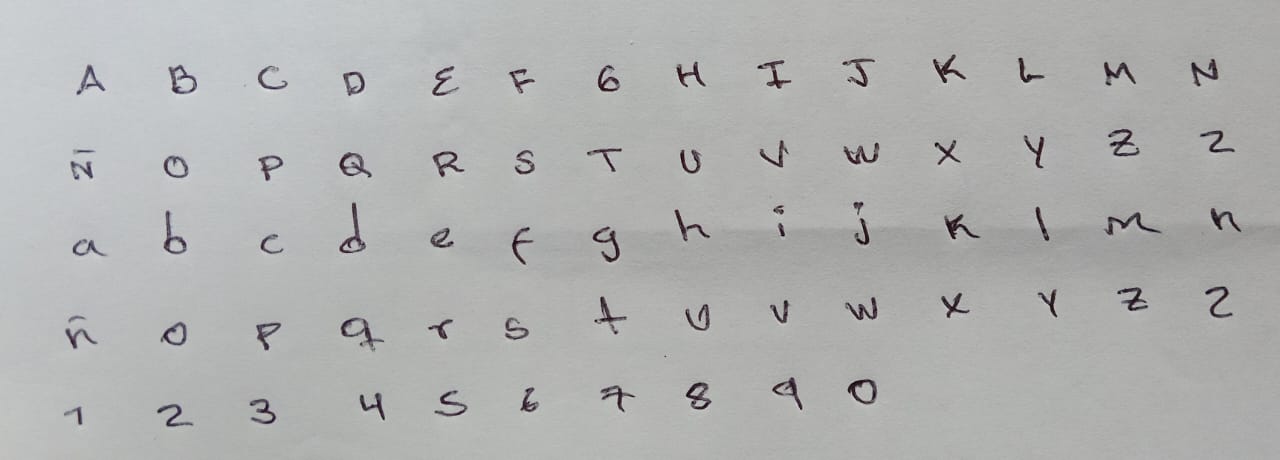 A B C D E F G H I J K L M N
Ñ O P Q R S T U V W X Y Z Z
a b c d e f g h i j k l m n
ñ o p q r s t u v w x y z z
1 2 3 4 5 6 7 8 9 0